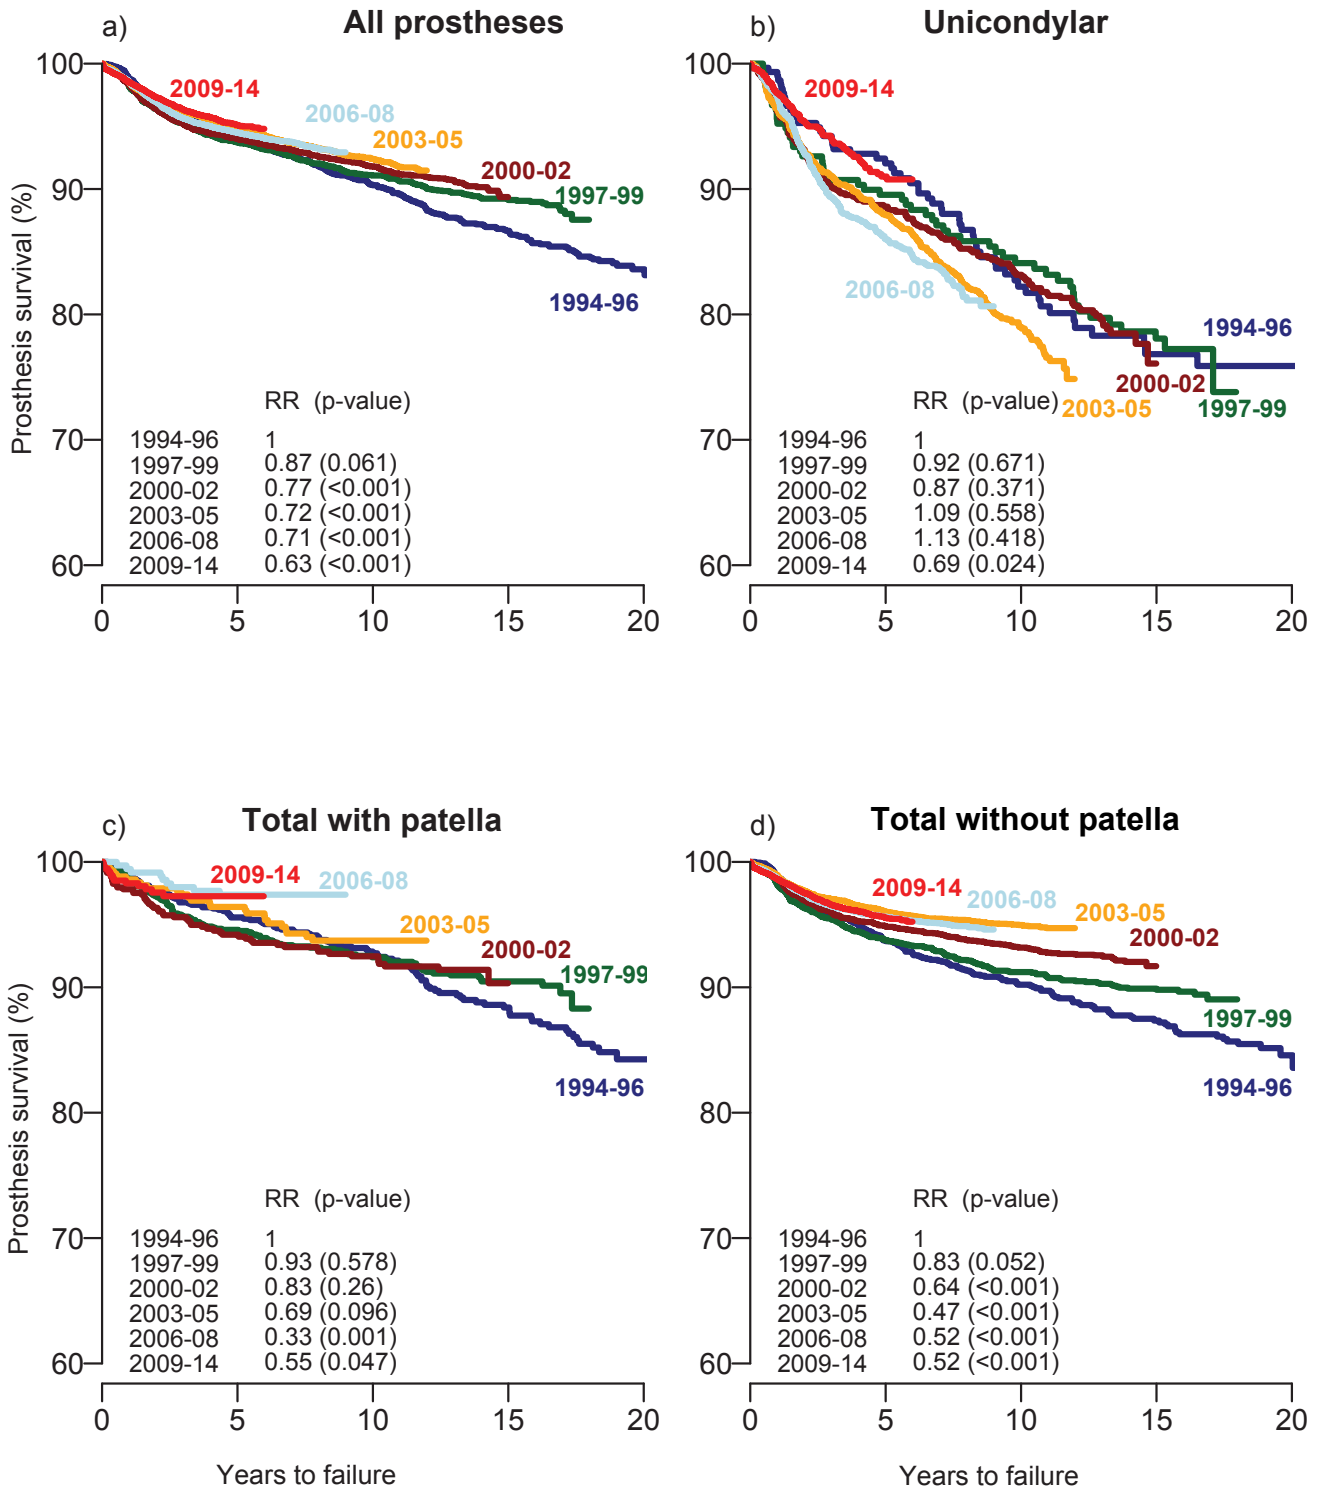 a) All prostheses
100
90
80
70
60
Prosthesis survival (%)
2009-14
2006-08
2003-05
2000-02
1997-99
1994-96
RR (p-value)
1994-96 1
1997-99 0.87 (0.061)
2000-02 0.77 (<0.001)
2003-05 0.72 (<0.001)
2006-08 0.71 (<0.001)
2009-14 0.63 (<0.001)
0 5 10 15 20
b) Unicondylar
100
90
80
70
60
2009-14
2006-08
1994-96
2000-02
2003-05
1997-99
RR (p-value)
1994-96 1
1997-99 0.92 (0.671)
2000-02 0.87 (0.371)
2003-05 1.09 (0.558)
2006-08 1.13 (0.418)
2009-14 0.69 (0.024)
0 5 10 15 20
c) Total with patella
100
90
80
70
60
Prosthesis survival (%)
2009-14
2006-08
2003-05
2000-02
1997-99
1994-96
RR (p-value)
1994-96 1
1997-99 0.93 (0.578)
2000-02 0.83 (0.26)
2003-05 0.69 (0.096)
2006-08 0.33 (0.001)
2009-14 0.55 (0.047)
0 5 10 15 20
Years to failure
d) Total without patella
100
90
80
70
60
2009-14
2006-08
2003-05
2000-02
1997-99
1994-96
RR (p-value)
1994-96 1
1997-99 0.83 (0.052)
2000-02 0.64 (<0.001)
2003-05 0.47 (<0.001)
2006-08 0.52 (<0.001)
2009-14 0.52 (<0.001)
0 5 10 15 20
Years to failure